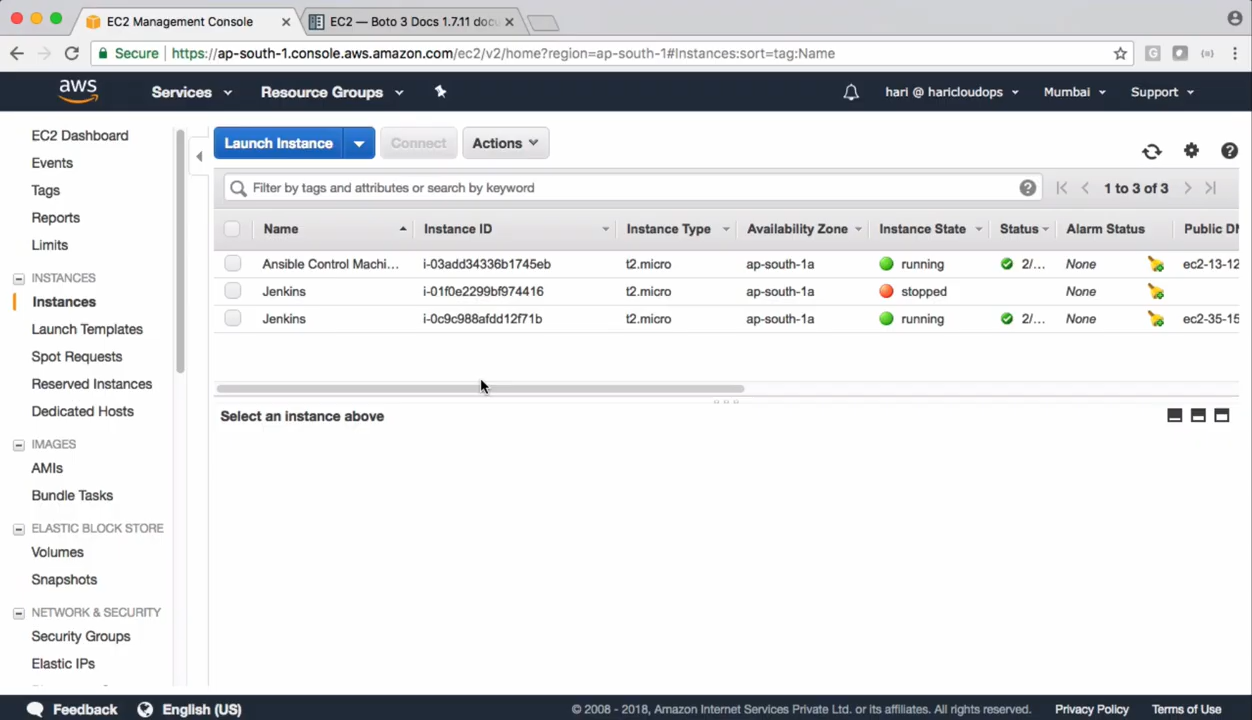 EC2 Management Console
EC2 — Boto 3 Docs 1.7.11 docu
Secure https://ap-south-1.console.aws.amazon.com/ec2/v2/home?region=ap-south-1#Instances:sort=tag:Name
aws Services Resource Groups hari @ haricloudops Mumbai Support
EC2 Dashboard
Events
Tags
Reports
Limits
INSTANCES
Instances
Launch Templates
Spot Requests
Reserved Instances
Dedicated Hosts
IMAGES
AMIs
Bundle Tasks
ELASTIC BLOCK STORE
Volumes
Snapshots
NETWORK & SECURITY
Security Groups
Elastic IPs
Launch Instance Connect Actions
Filter by tags and attributes or search by keyword 1 to 3 of 3
Name Instance ID Instance Type Availability Zone Instance State Status Alarm Status Public DN
Ansible Control Machi... i-03add34336b1745eb t2.micro ap-south-1a running 2/... None ec2-13-12
Jenkins i-01f0e2299bf974416 t2.micro ap-south-1a stopped None
Jenkins i-0c9c988afdd12f71b t2.micro ap-south-1a running 2/... None ec2-35-15
Select an instance above
Feedback English (US) © 2008 - 2018, Amazon Internet Services Private Ltd. or its affiliates. All rights reserved. Privacy Policy Terms of Use